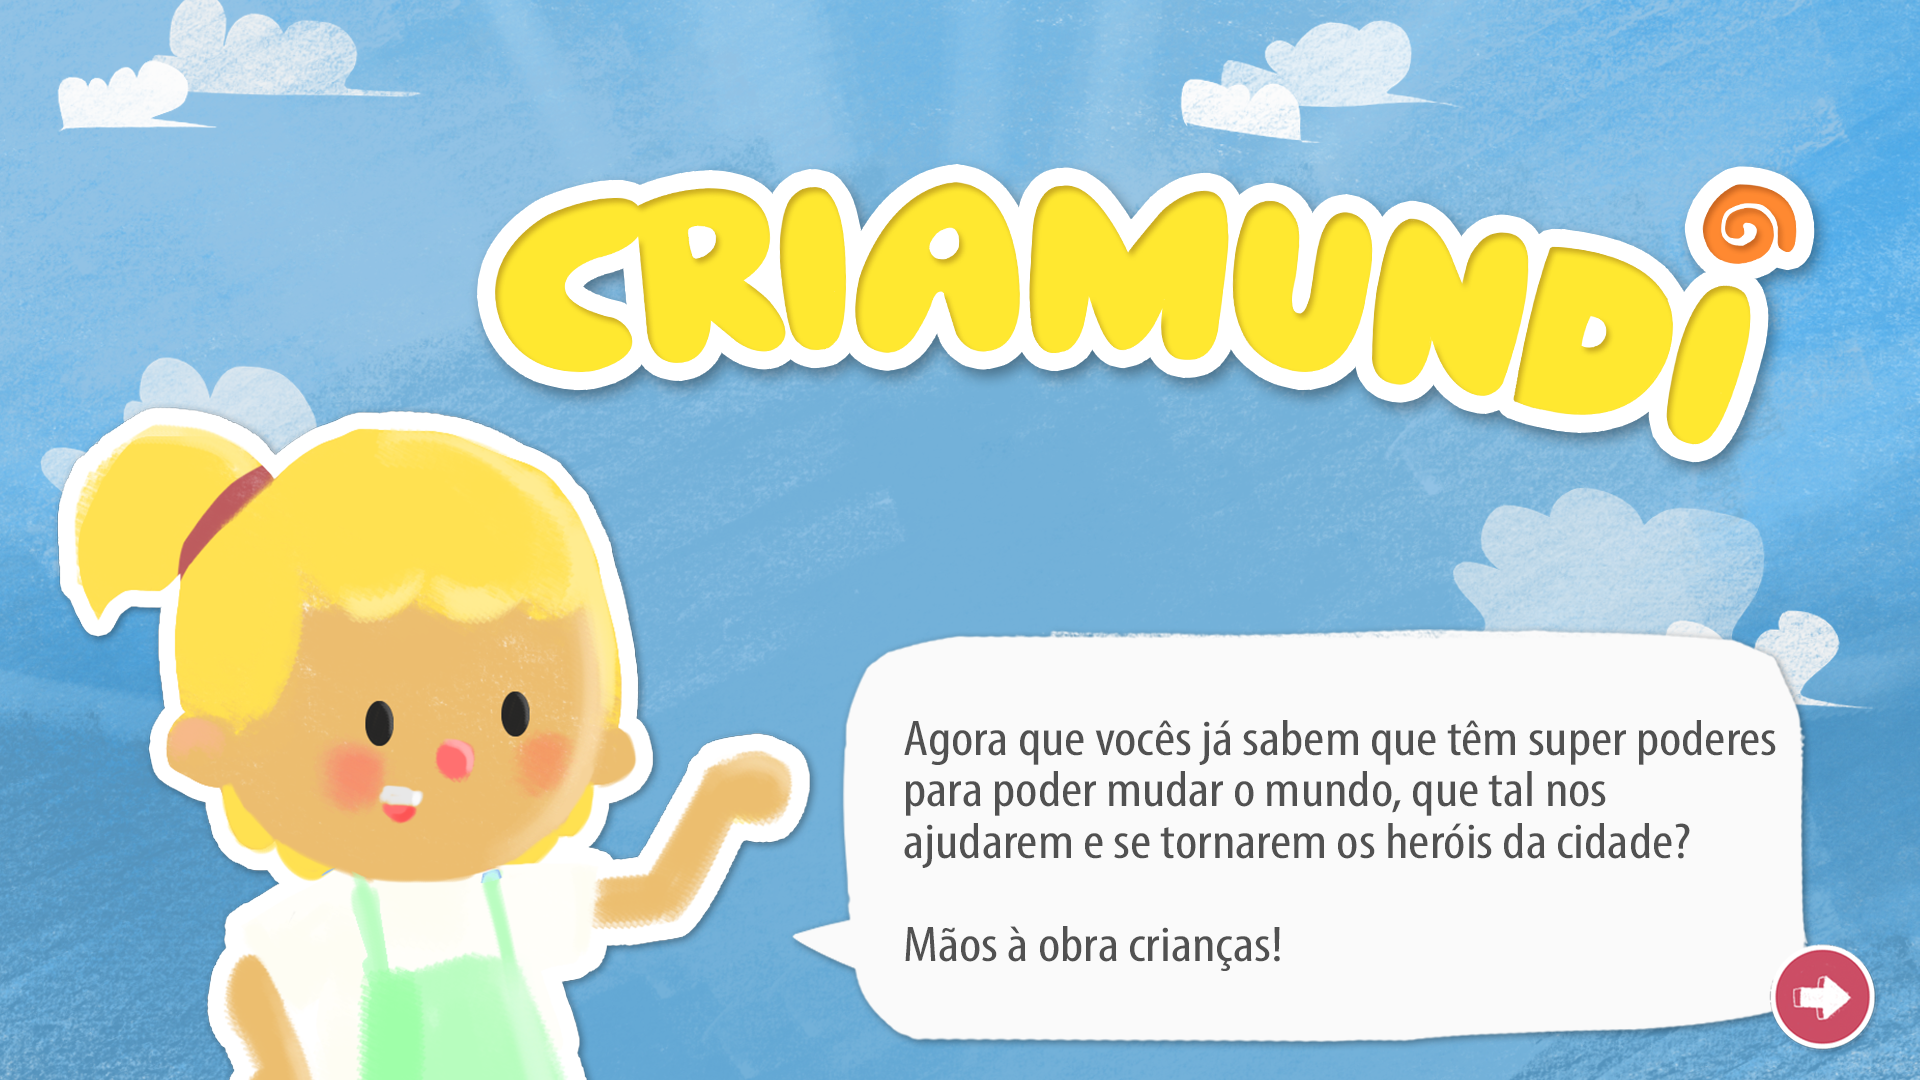 CRIAMUNDi
Agora que vocês já sabem que têm super poderes
para poder mudar o mundo, que tal nos
ajudarem e se tornarem os heróis da cidade?
Mãos à obra crianças!